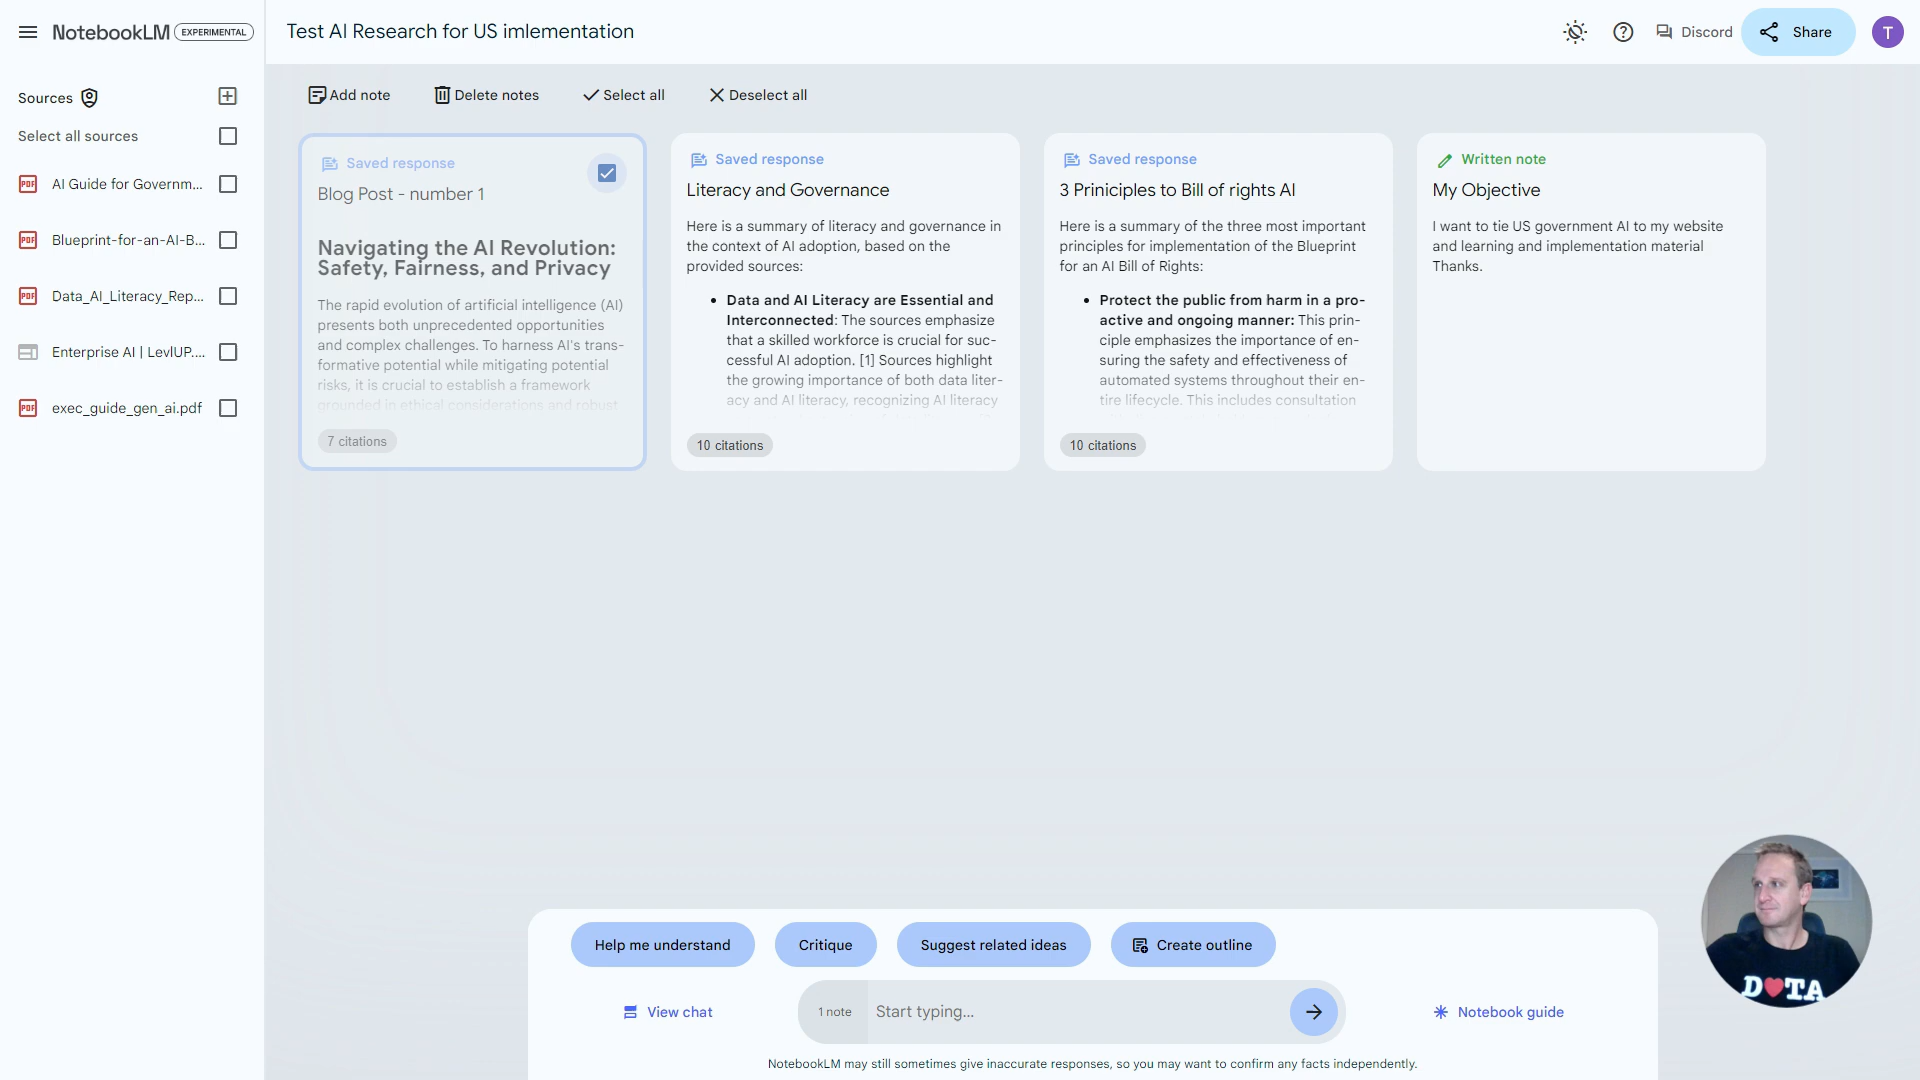 NotebookLM EXPERIMENTAL
Test AI Research for US imlementation
Discord
Share
T
Sources
Select all sources
PDF AI Guide for Governm...
PDF Blueprint-for-an-AI-B...
PDF Data_AI_Literacy_Rep...
Enterprise AI | LevlUP....
PDF exec_guide_gen_ai.pdf
Add note
Delete notes
Select all
Deselect all
Saved response
Blog Post - number 1
Navigating the AI Revolution:
Safety, Fairness, and Privacy
The rapid evolution of artificial intelligence (AI)
presents both unprecedented opportunities
and complex challenges. To harness AI's trans-
formative potential while mitigating potential
risks, it is crucial to establish a framework
grounded in ethical considerations and robust
7 citations
Saved response
Literacy and Governance
Here is a summary of literacy and governance in
the context of AI adoption, based on the
provided sources:
• Data and AI Literacy are Essential and
Interconnected: The sources emphasize
that a skilled workforce is crucial for suc-
cessful AI adoption. [1] Sources highlight
the growing importance of both data liter-
acy and AI literacy, recognizing AI literacy
10 citations
Saved response
3 Priniciples to Bill of rights AI
Here is a summary of the three most important
principles for implementation of the Blueprint
for an AI Bill of Rights:
• Protect the public from harm in a pro-
active and ongoing manner: This prin-
ciple emphasizes the importance of en-
suring the safety and effectiveness of
automated systems throughout their en-
tire lifecycle. This includes consultation
10 citations
Written note
My Objective
I want to tie US government AI to my website
and learning and implementation material
Thanks.
Help me understand
Critique
Suggest related ideas
Create outline
View chat
1 note
Start typing...
Notebook guide
NotebookLM may still sometimes give inaccurate responses, so you may want to confirm any facts independently.
D❤TA